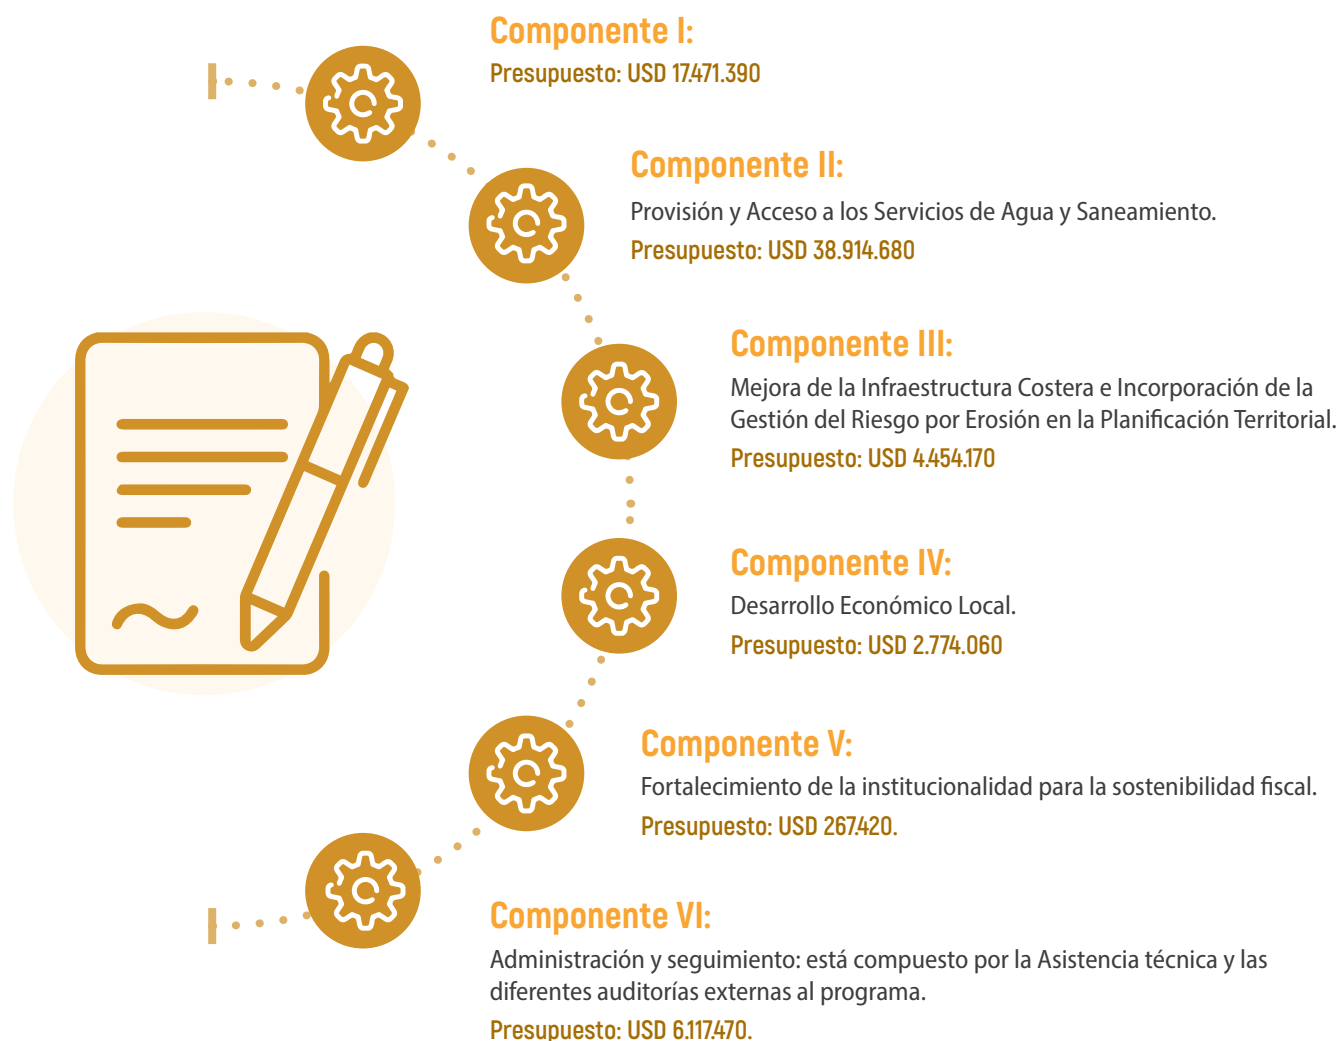 Componente I:
Presupuesto: USD 17.471.390
Componente II:
Provisión y Acceso a los Servicios de Agua y Saneamiento.
Presupuesto: USD 38.914.680
Componente III:
Mejora de la Infraestructura Costera e Incorporación de la
Gestión del Riesgo por Erosión en la Planificación Territorial.
Presupuesto: USD 4.454.170
Componente IV:
Desarrollo Económico Local.
Presupuesto: USD 2.774.060
Componente V:
Fortalecimiento de la institucionalidad para la sostenibilidad fiscal.
Presupuesto: USD 267.420.
Componente VI:
Administración y seguimiento: está compuesto por la Asistencia técnica y las
diferentes auditorías externas al programa.
Presupuesto: USD 6.117.470.